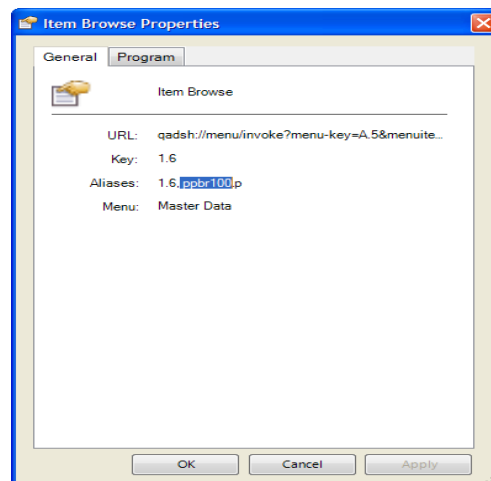 Item Browse Properties
General Program
Item Browse
URL: qadsh://menu/invoke?menu-key=A.5&menuite...
Key: 1.6
Aliases: 1.6, ppbr100.p
Menu: Master Data
OK Cancel Apply